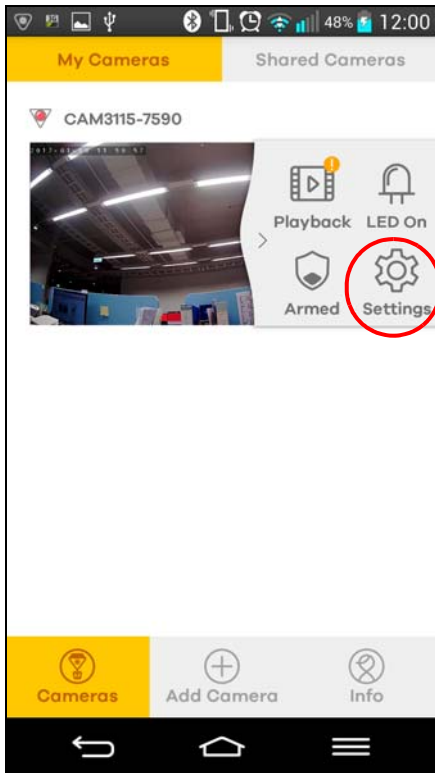 48% 12:00
My Cameras Shared Cameras
CAM3115-7590
Playback LED On
Armed Settings
Cameras Add Camera Info